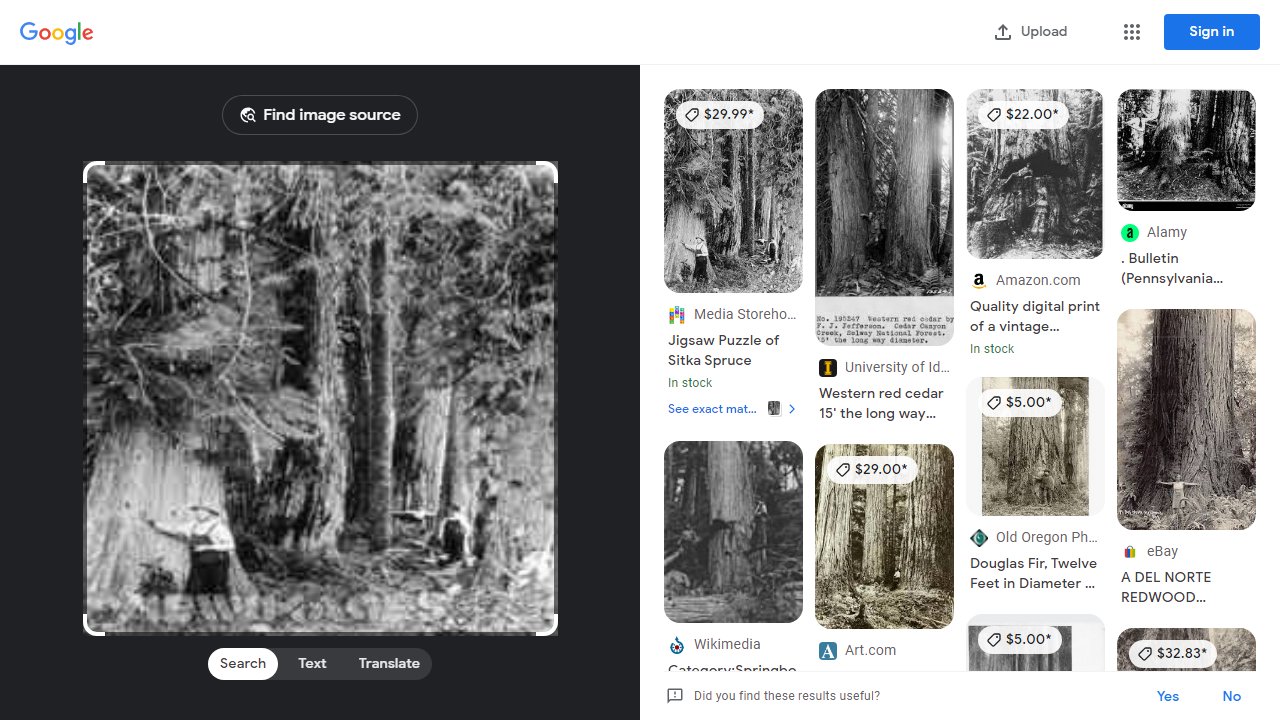 Google
Upload
Sign in
Find image source
Search
Text
Translate
$29.99*
Media Storeho...
Jigsaw Puzzle of
Sitka Spruce
In stock
See exact mat...
Wikimedia
Category:Springbo
No. 195247 Western red cedar by
F. J. Jefferson. Cedar Canyon
Creek, Solway National Forest.
15' the long way diameter.
University of Id...
Western red cedar
15' the long way...
$29.00*
Art.com
$22.00*
Amazon.com
Quality digital print
of a vintage...
In stock
$5.00*
Old Oregon Ph...
Douglas Fir, Twelve
Feet in Diameter ...
$5.00*
Alamy
. Bulletin
(Pennsylvania...
eBay
A DEL NORTE
REDWOOD...
$32.83*
Did you find these results useful?
Yes
No